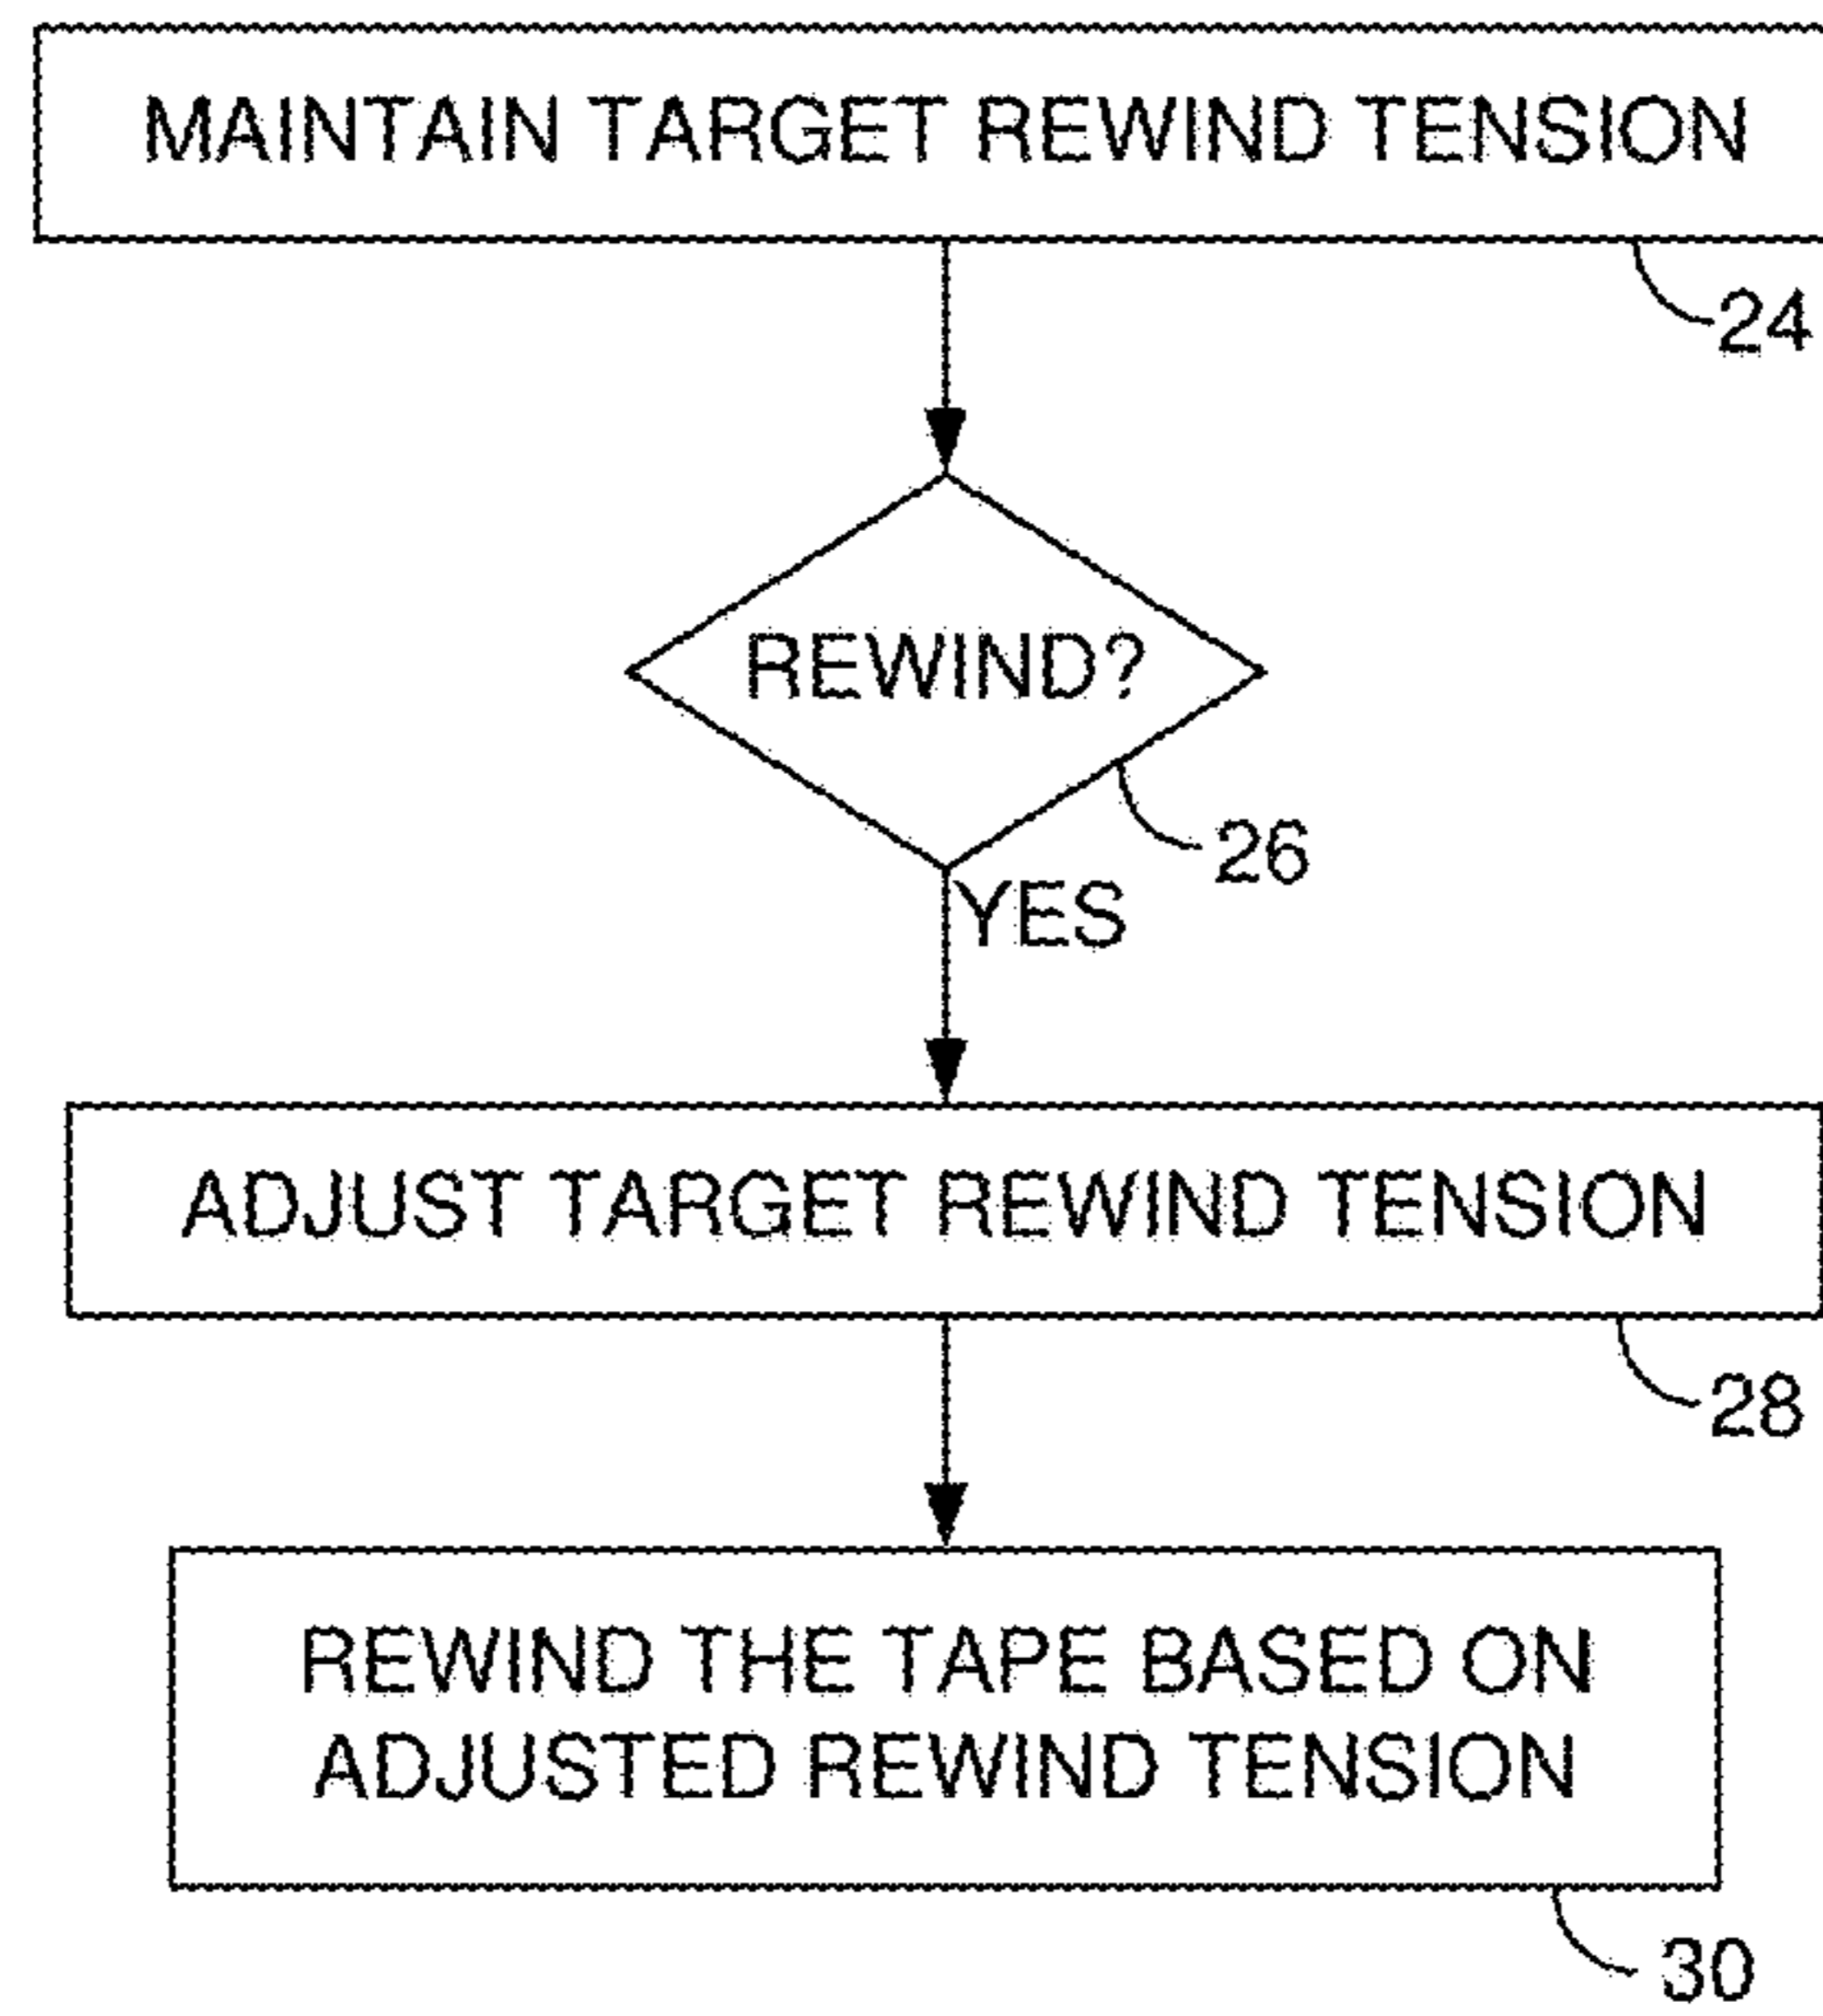 MAINTAIN TARGET REWIND TENSION
24
REWIND?
26
YES
ADJUST TARGET REWIND TENSION
28
REWIND THE TAPE BASED ON
ADJUSTED REWIND TENSION
30